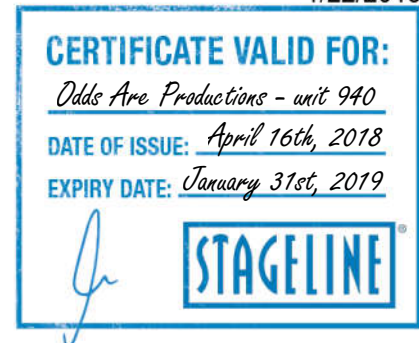 CERTIFICATE VALID FOR:
Odds Are Productions - unit 940
DATE OF ISSUE: April 16th, 2018
EXPIRY DATE: January 31st, 2019
STAGELINE®